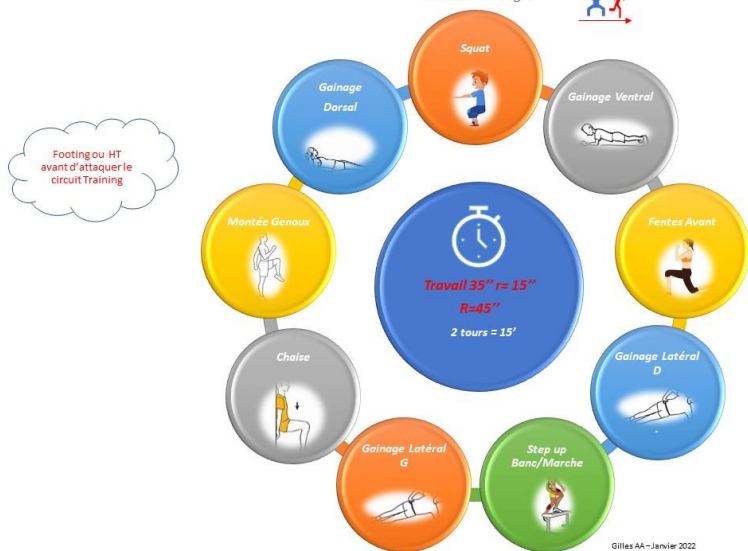 Squat
Gainage Ventral
Fentes Avant
Gainage Latéral
D
Step up
Banc/Marche
Gainage Latéral
G
Chaise
Montée Genoux
Gainage
Dorsal
Footing ou HT
avant d'attaquer le
circuit Training
Travail 35’’ r= 15’’
R=45’’
2 tours = 15’
Gilles AA – Janvier 2022